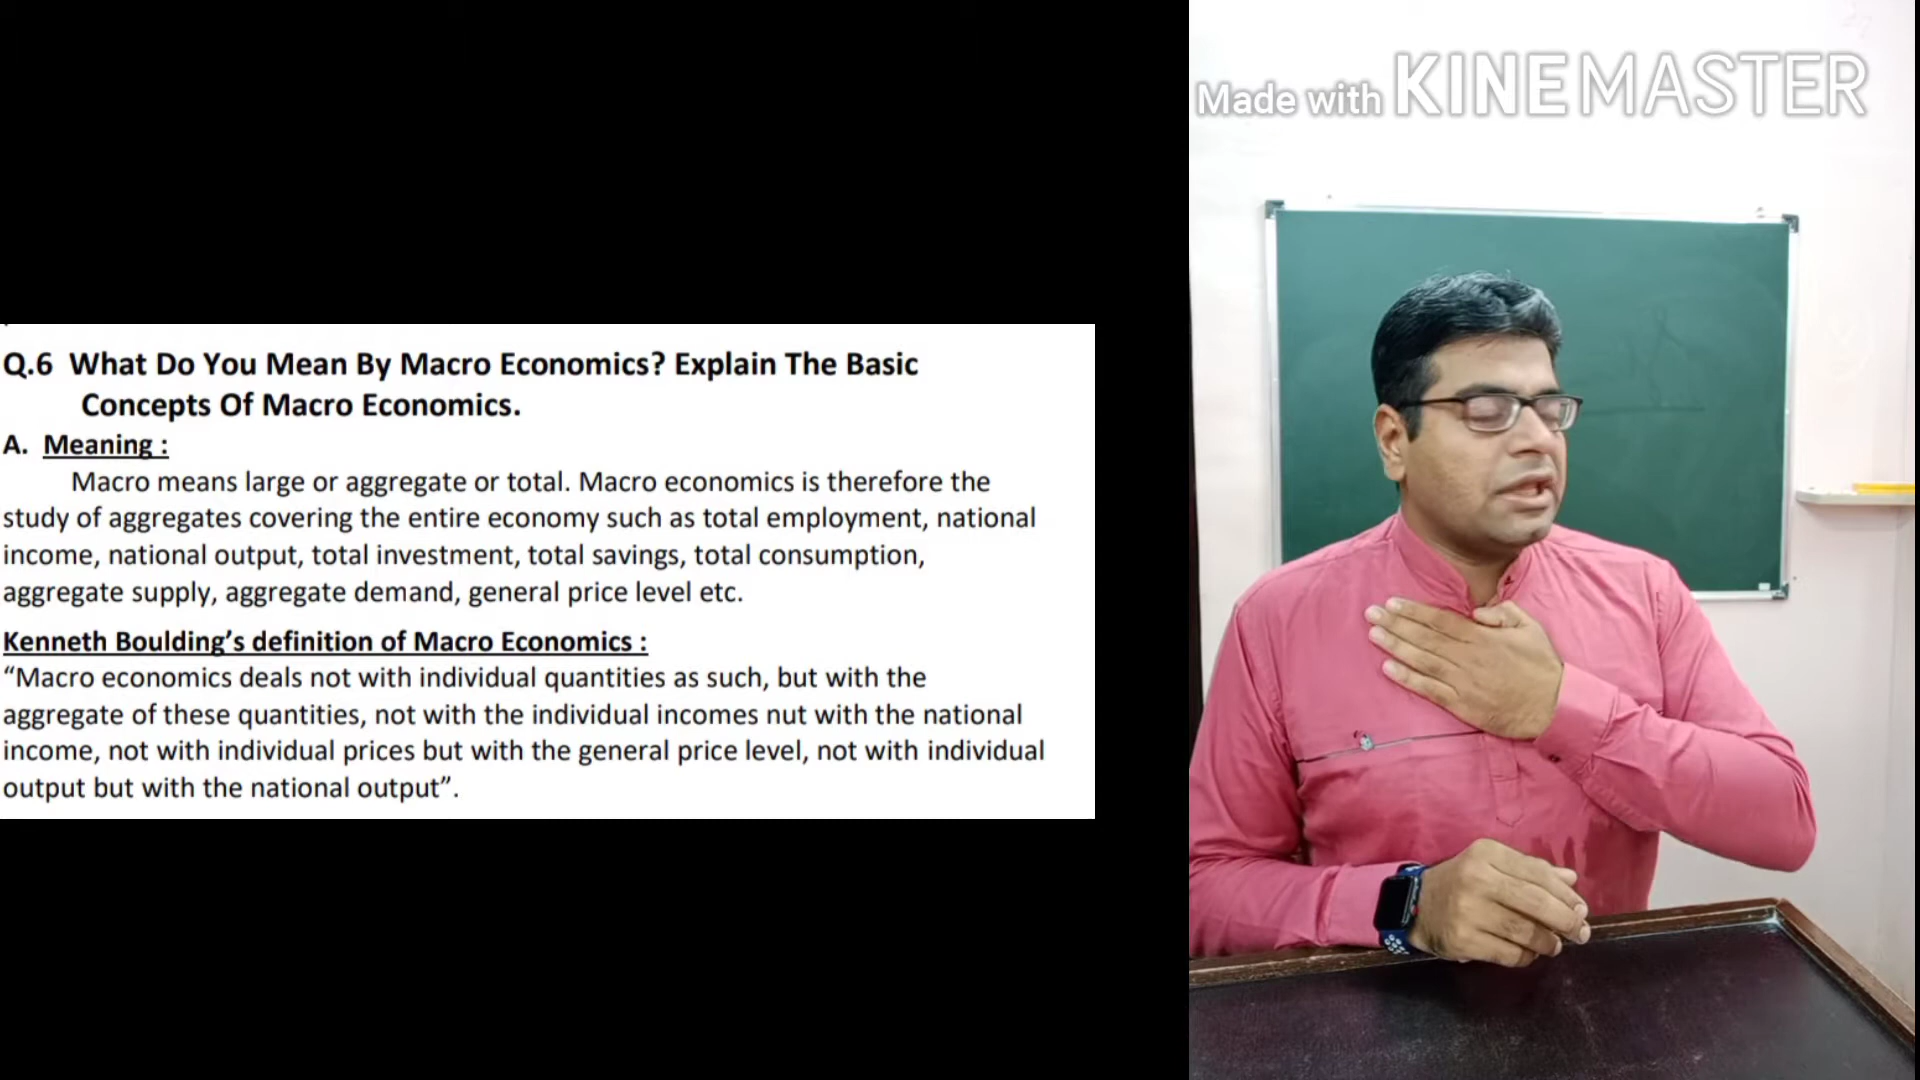 Made with KINEMASTER
Q.6 What Do You Mean By Macro Economics? Explain The Basic
Concepts Of Macro Economics.
A. Meaning :
Macro means large or aggregate or total. Macro economics is therefore the
study of aggregates covering the entire economy such as total employment, national
income, national output, total investment, total savings, total consumption,
aggregate supply, aggregate demand, general price level etc.
Kenneth Boulding’s definition of Macro Economics :
“Macro economics deals not with individual quantities as such, but with the
aggregate of these quantities, not with the individual incomes nut with the national
income, not with individual prices but with the general price level, not with individual
output but with the national output”.